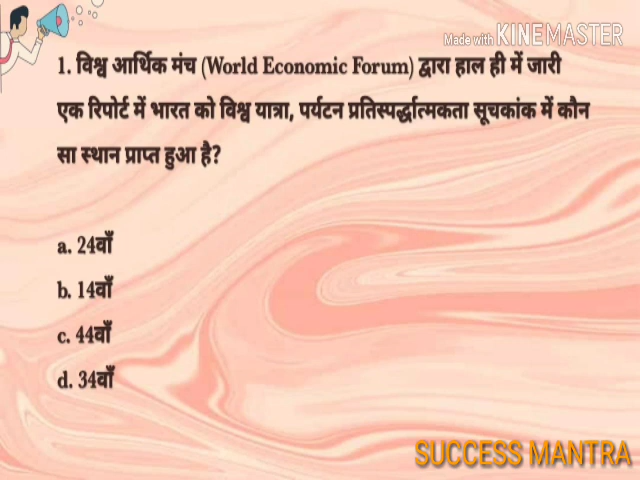 Made with KINEMASTER
1. विश्व आर्थिक मंच (World Economic Forum) द्वारा हाल ही में जारी
एक रिपोर्ट में भारत को विश्व यात्रा, पर्यटन प्रतिस्पर्द्धात्मकता सूचकांक में कौन
सा स्थान प्राप्त हुआ है?
a. 24वाँ
b. 14वाँ
c. 44वाँ
d. 34वाँ
SUCCESS MANTRA